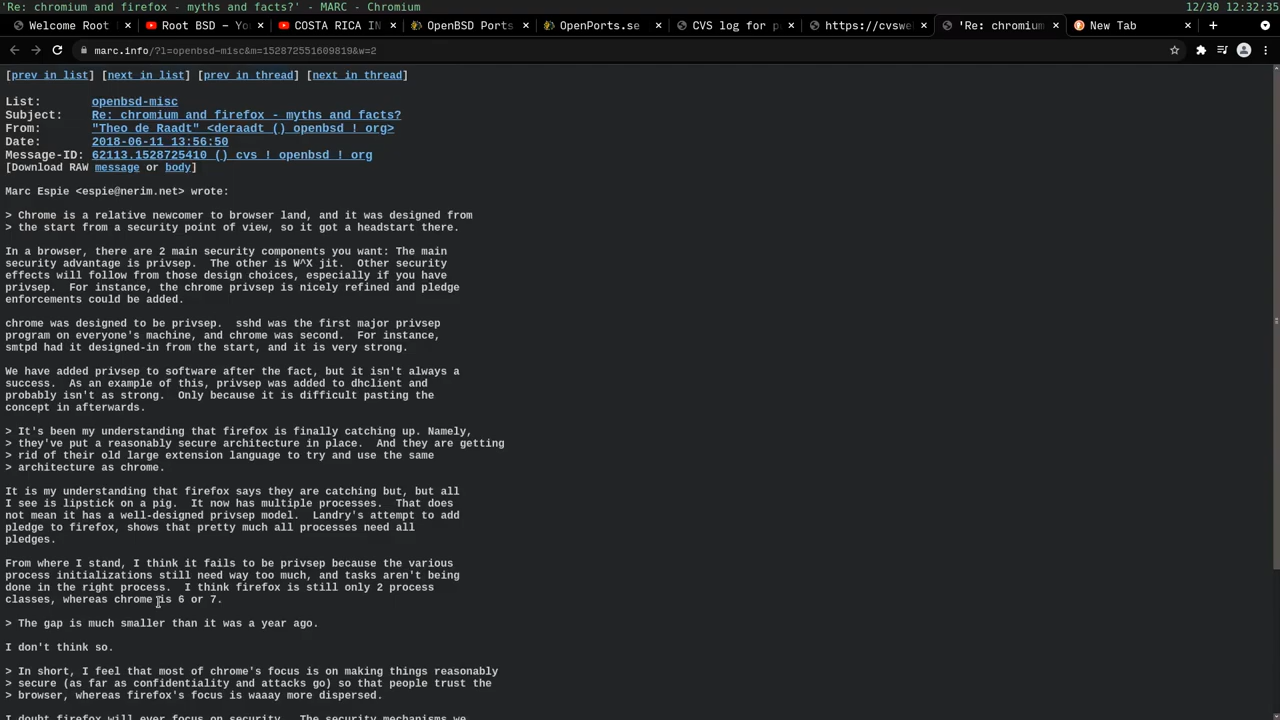 'Re: chromium and firefox - myths and facts?' - MARC - Chromium
12/30 12:32:35
Welcome Root
Root BSD - Yo
COSTA RICA IN
OpenBSD Ports
OpenPorts.se
CVS log for p
https://cvswe
'Re: chromium
New Tab
marc.info/?l=openbsd-misc&m=152872551609819&w=2
[prev in list] [next in list] [prev in thread] [next in thread]
List: openbsd-misc
Subject: Re: chromium and firefox - myths and facts?
From: "Theo de Raadt" <deraadt () openbsd ! org>
Date: 2018-06-11 13:56:50
Message-ID: 62113.1528725410 () cvs ! openbsd ! org
[Download RAW message or body]
Marc Espie <espie@nerim.net> wrote:
> Chrome is a relative newcomer to browser land, and it was designed from
> the start from a security point of view, so it got a headstart there.
In a browser, there are 2 main security components you want: The main
security advantage is privsep.  The other is W^X jit.  Other security
effects will follow from those design choices, especially if you have
privsep.  For instance, the chrome privsep is nicely refined and pledge
enforcements could be added.
chrome was designed to be privsep.  sshd was the first major privsep
program on everyone's machine, and chrome was second.  For instance,
smtpd had it designed-in from the start, and it is very strong.
We have added privsep to software after the fact, but it isn't always a
success.  As an example of this, privsep was added to dhclient and
probably isn't as strong.  Only because it is difficult pasting the
concept in afterwards.
> It's been my understanding that firefox is finally catching up. Namely,
> they've put a reasonably secure architecture in place.  And they are getting
> rid of their old large extension language to try and use the same
> architecture as chrome.
It is my understanding that firefox says they are catching but, but all
I see is lipstick on a pig.  It now has multiple processes.  That does
not mean it has a well-designed privsep model.  Landry's attempt to add
pledge to firefox, shows that pretty much all processes need all
pledges.
From where I stand, I think it fails to be privsep because the various
process initializations still need way too much, and tasks aren't being
done in the right process.  I think firefox is still only 2 process
classes, whereas chrome is 6 or 7.
> The gap is much smaller than it was a year ago.
I don't think so.
> In short, I feel that most of chrome's focus is on making things reasonably
> secure (as far as confidentiality and attacks go) so that people trust the
> browser, whereas firefox's focus is waaay more dispersed.
I doubt firefox will ever focus on security.  The security mechanisms we